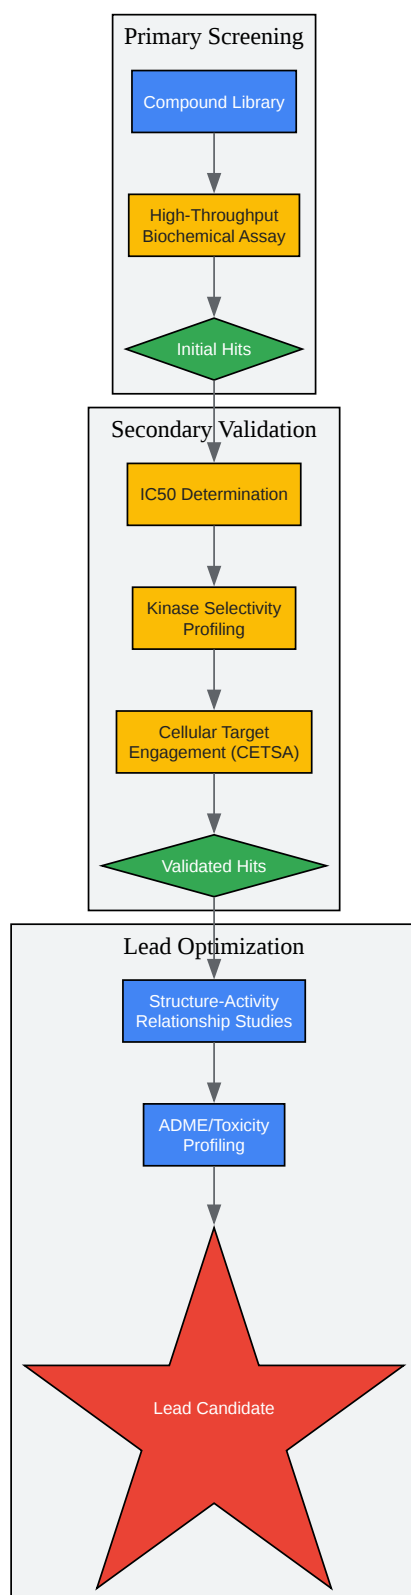 Primary Screening
Compound Library
High-Throughput
Biochemical Assay
Initial Hits
Secondary Validation
IC50 Determination
Kinase Selectivity
Profiling
Cellular Target
Engagement (CETSA)
Validated Hits
Lead Optimization
Structure-Activity
Relationship Studies
ADME/Toxicity
Profiling
Lead Candidate